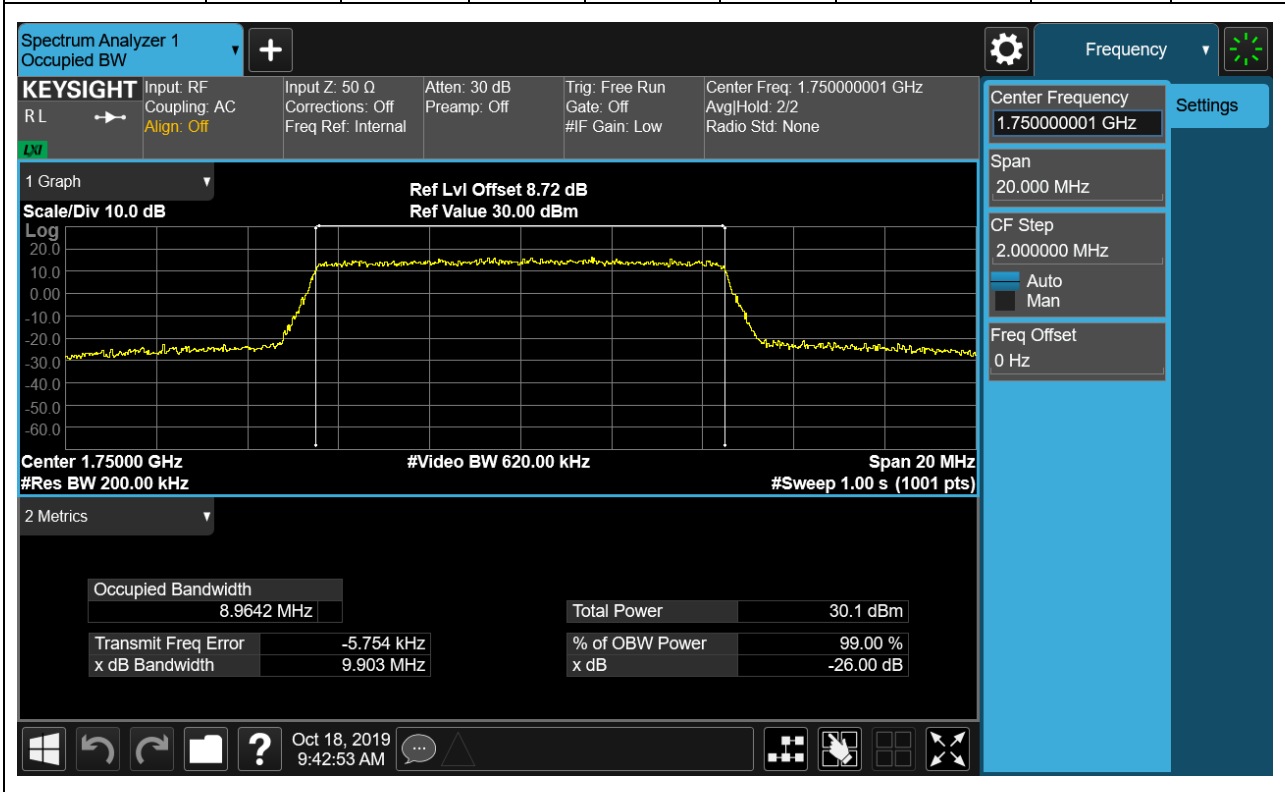 Spectrum Analyzer 1
Occupied BW
Frequency
KEYSIGHT
R L
LXI
Input: RF
Coupling: AC
Align: Off
Input Z: 50 Ω
Corrections: Off
Freq Ref: Internal
Atten: 30 dB
Preamp: Off
Trig: Free Run
Gate: Off
#IF Gain: Low
Center Freq: 1.750000001 GHz
Avg|Hold: 2/2
Radio Std: None
Center Frequency
1.750000001 GHz
Settings
Span
20.000 MHz
CF Step
2.000000 MHz
Auto
Man
Freq Offset
0 Hz
1 Graph
Scale/Div 10.0 dB
Ref Lvl Offset 8.72 dB
Ref Value 30.00 dBm
Log
20.0
10.0
0.00
-10.0
-20.0
-30.0
-40.0
-50.0
-60.0
Center 1.75000 GHz
#Video BW 620.00 kHz
Span 20 MHz
#Res BW 200.00 kHz
#Sweep 1.00 s (1001 pts)
2 Metrics
Occupied Bandwidth
8.9642 MHz
Total Power 30.1 dBm
Transmit Freq Error -5.754 kHz
% of OBW Power 99.00 %
x dB Bandwidth 9.903 MHz
x dB -26.00 dB
?
Oct 18, 2019
9:42:53 AM